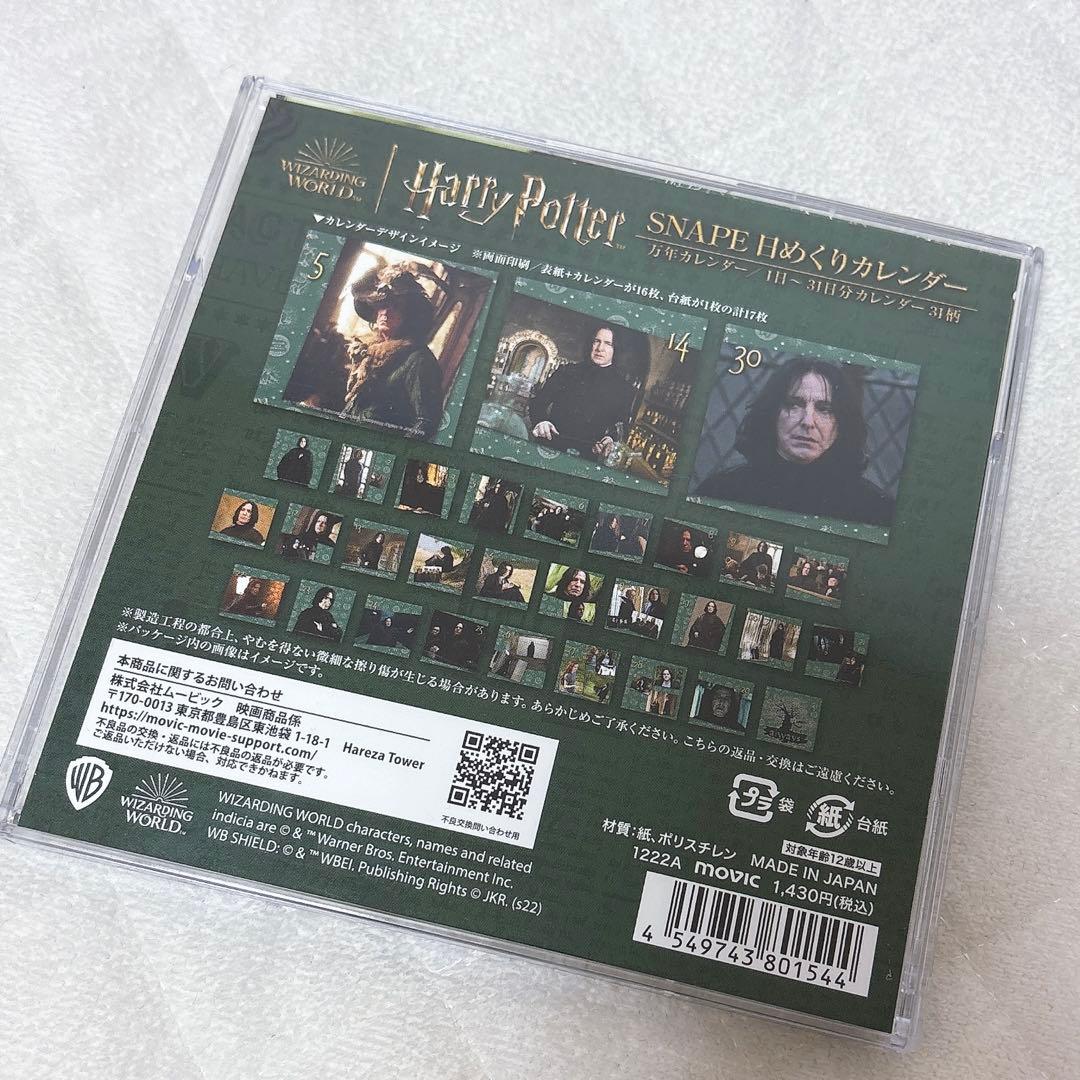 WIZARDING
WORLD™
Harry Potter™
SNAPE 日めくりカレンダー
万年カレンダー/1日～31日分カレンダー31柄
▼カレンダーデザインイメージ ※両面印刷/表紙+カレンダーが16枚、台紙が1枚の計17枚
5
14
30
always
※製造工程の都合上、やむを得ない微細な擦り傷が生じる場合があります。あらかじめご了承ください。こちらの返品・交換はご遠慮ください。
※パッケージ内の画像はイメージです。
本商品に関するお問い合わせ
株式会社ムービック 映画商品係
〒170-0013 東京都豊島区東池袋 1-18-1 Hareza Tower
https://movic-movie-support.com/
不良品の交換・返品には不良品の返品が必要です。
ご返品いただけない場合、対応できかねます。
不良交換問い合わせ用
WB
WIZARDING
WORLD™
WIZARDING WORLD characters, names and related
indicia are © & ™ Warner Bros. Entertainment Inc.
WB SHIELD: © & ™ WBEI. Publishing Rights © JKR. (s22)
プラ 袋
紙 台紙
対象年齢12歳以上
材質:紙、ポリスチレン MADE IN JAPAN
1222A movic 1,430円(税込)
4 549743 801544